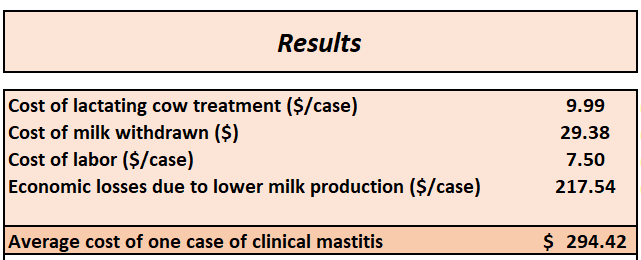 Results
Cost of lactating cow treatment ($/case) 9.99
Cost of milk withdrawn ($) 29.38
Cost of labor ($/case) 7.50
Economic losses due to lower milk production ($/case) 217.54
Average cost of one case of clinical mastitis $ 294.42